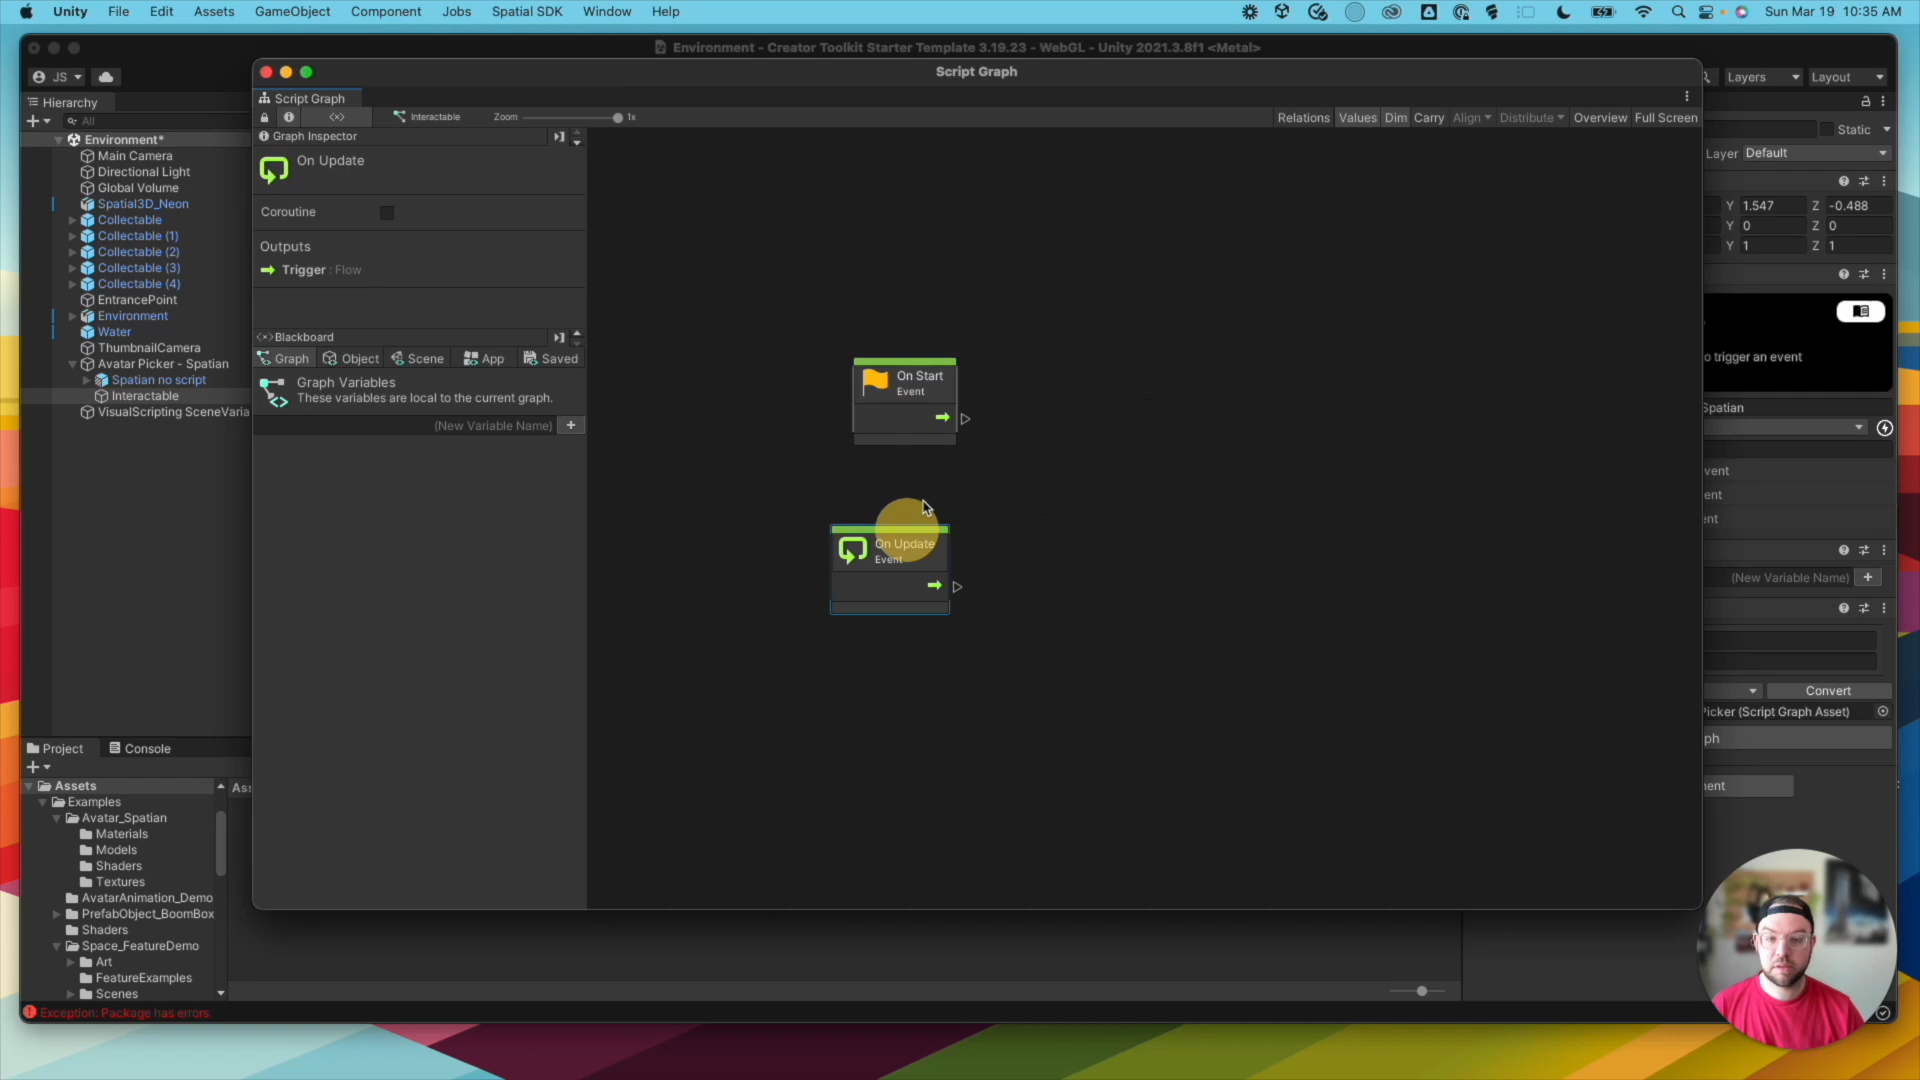 Unity File Edit Assets GameObject Component Jobs Spatial SDK Window Help Sun Mar 19 10:35 AM
Environment - Creator Toolkit Starter Template 3.19.23 - WebGL - Unity 2021.3.8f1 <Metal>
JS
Layers Layout
Script Graph
Hierarchy
All
Environment*
Main Camera
Directional Light
Global Volume
Spatial3D_Neon
Collectable
Collectable (1)
Collectable (2)
Collectable (3)
Collectable (4)
EntrancePoint
Environment
Water
ThumbnailCamera
Avatar Picker - Spatian
Spatian no script
Interactable
VisualScripting SceneVaria
Script Graph
Interactable Zoom 1x
Relations Values Dim Carry Align Distribute Overview Full Screen
Graph Inspector
On Update
Coroutine
Outputs
Trigger : Flow
Blackboard
Graph Object Scene App Saved
Graph Variables
These variables are local to the current graph.
(New Variable Name)
On Start
Event
On Update
Event
Static
Layer Default
Y 1.547 Z -0.488
Y 0 Z 0
Y 1 Z 1
o trigger an event
Spatian
vent
ent
nt
(New Variable Name)
Convert
icker (Script Graph Asset)
ph
nent
Project Console
Assets
Examples
Avatar_Spatian
Materials
Models
Shaders
Textures
AvatarAnimation_Demo
PrefabObject_BoomBox
Shaders
Space_FeatureDemo
Art
FeatureExamples
Scenes
Ass
Exception: Package has errors